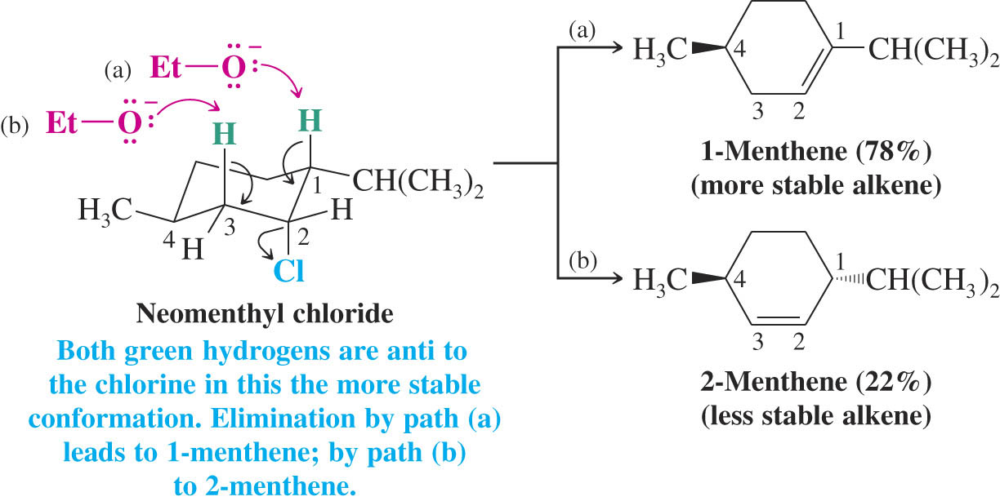 (a) Et—O:−
(b) Et—O:−
H
H
1
CH(CH3)2
H3C
4
H
3
2
H
Cl
Neomenthyl chloride
Both green hydrogens are anti to
the chlorine in this the more stable
conformation. Elimination by path (a)
leads to 1-menthene; by path (b)
to 2-menthene.
(a)
H3C
4
1
CH(CH3)2
3
2
1-Menthene (78%)
(more stable alkene)
(b)
H3C
4
1
CH(CH3)2
3
2
2-Menthene (22%)
(less stable alkene)